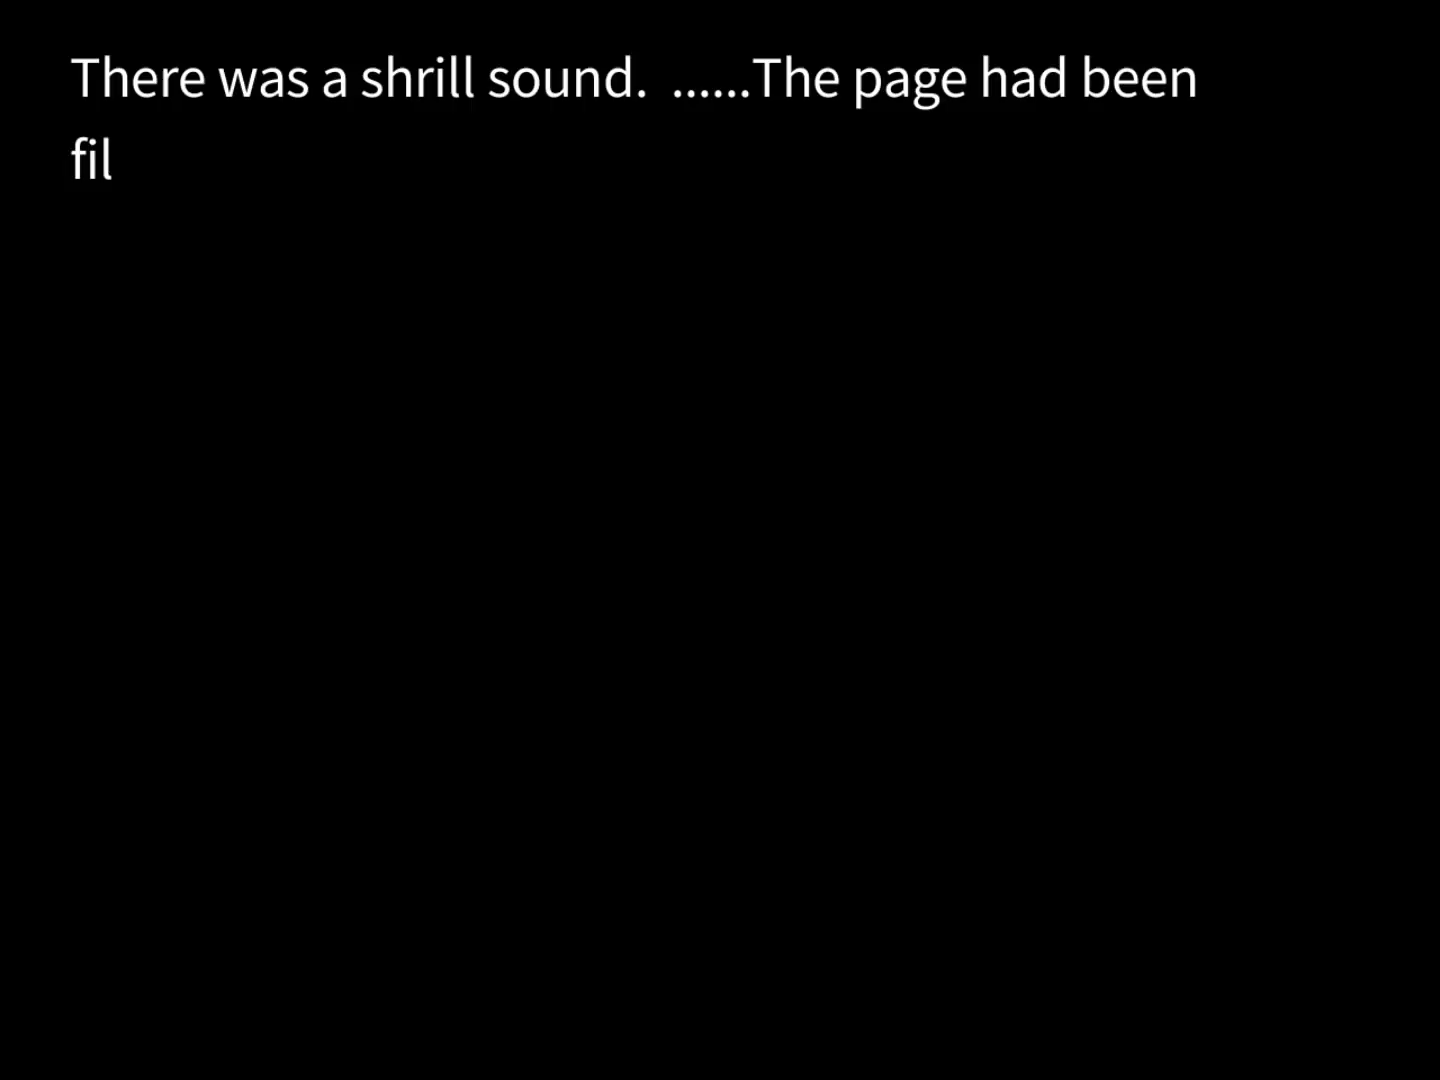 There was a shrill sound.  ......The page had been
fil